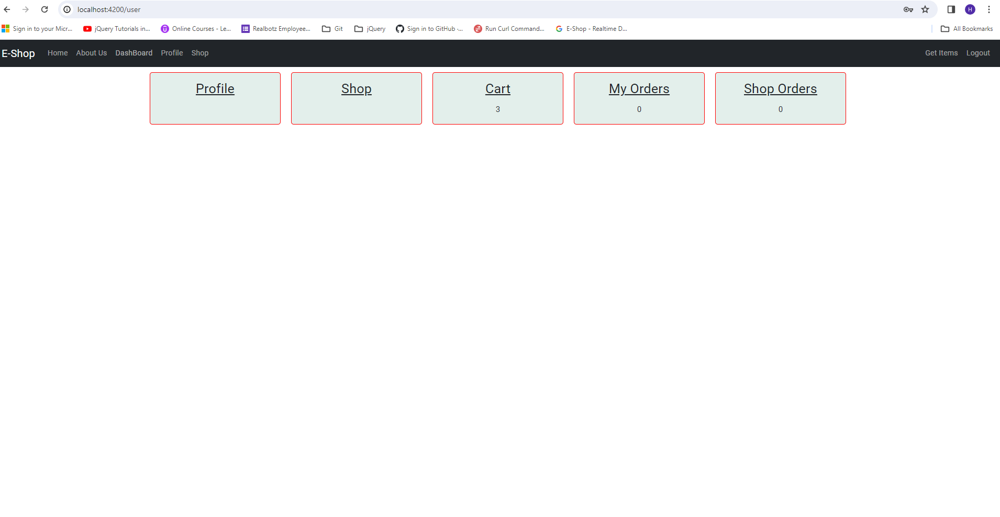 localhost:4200/user
H
Sign in to your Micr... jQuery Tutorials in... Online Courses - Le... Realbotz Employee... Git jQuery Sign in to GitHub ·... Run Curl Command... E-Shop - Realtime D... All Bookmarks
E-Shop Home About Us DashBoard Profile Shop Get Items Logout
Profile Shop Cart My Orders Shop Orders
3 0 0